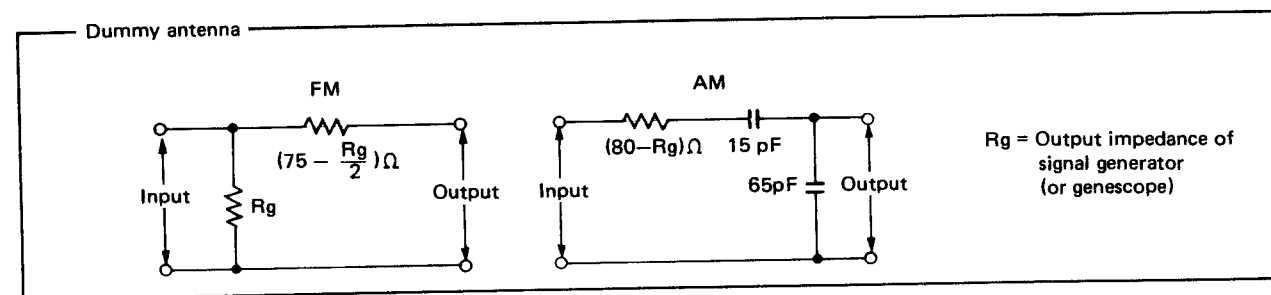 Dummy antenna
FM
(75 − Rg/2)Ω
Input
Rg
Output
AM
(80−Rg)Ω
15 pF
65pF
Input
Output
Rg = Output impedance of
signal generator
(or genescope)